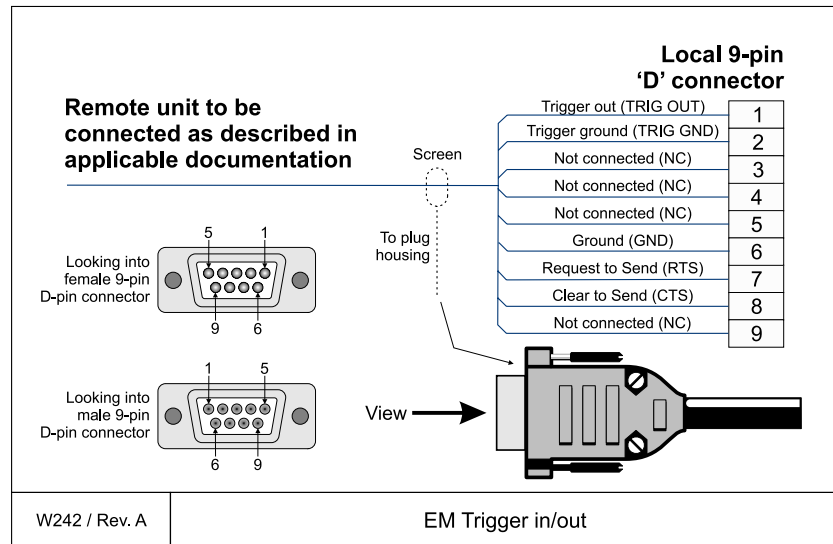 Local 9-pin
'D' connector
Remote unit to be
connected as described in
applicable documentation
Screen
To plug
housing
Trigger out (TRIG OUT) 1
Trigger ground (TRIG GND) 2
Not connected (NC) 3
Not connected (NC) 4
Not connected (NC) 5
Ground (GND) 6
Request to Send (RTS) 7
Clear to Send (CTS) 8
Not connected (NC) 9
5 1
Looking into
female 9-pin
D-pin connector
9 6
1 5
Looking into
male 9-pin
D-pin connector
6 9
View
W242 / Rev. A
EM Trigger in/out